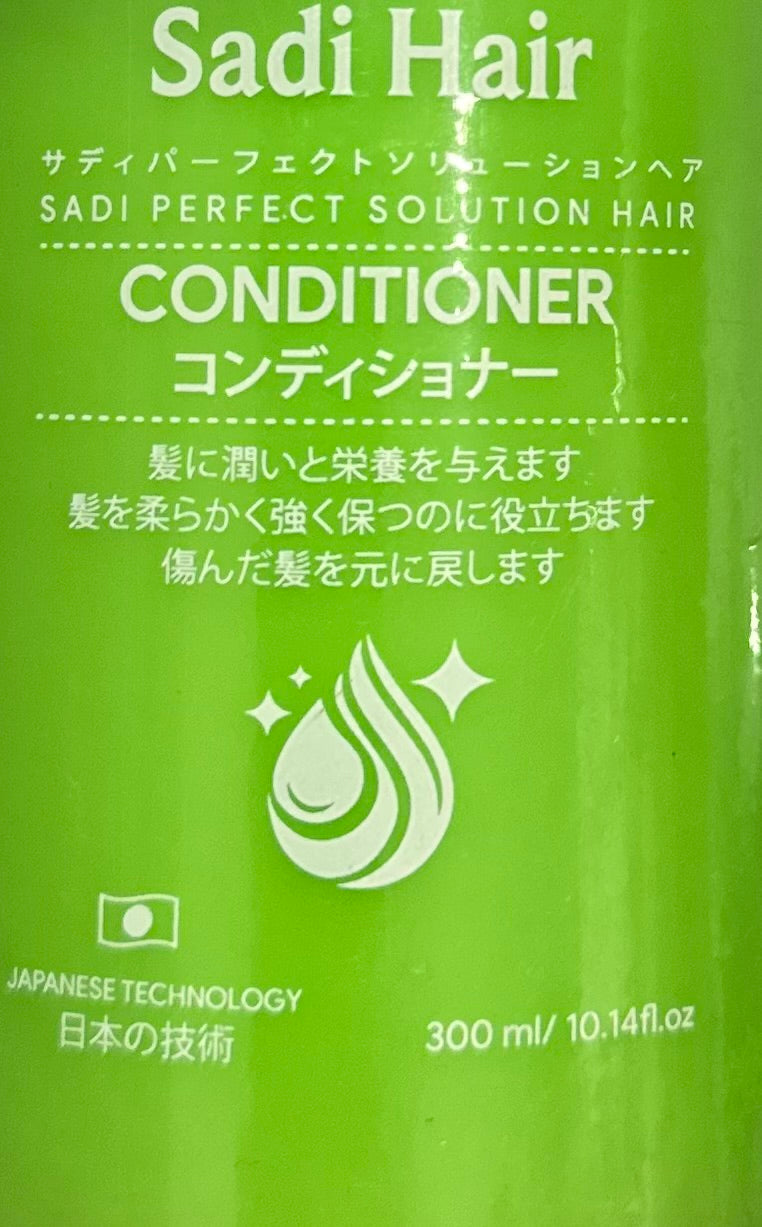 Sadi Hair
サディパーフェクトソリューションヘア
SADI PERFECT SOLUTION HAIR
CONDITIONER
コンディショナー
髪に潤いと栄養を与えます
髪を柔らかく強く保つのに役立ちます
傷んだ髪を元に戻します
JAPANESE TECHNOLOGY
日本の技術
300 ml/ 10.14fl.oz